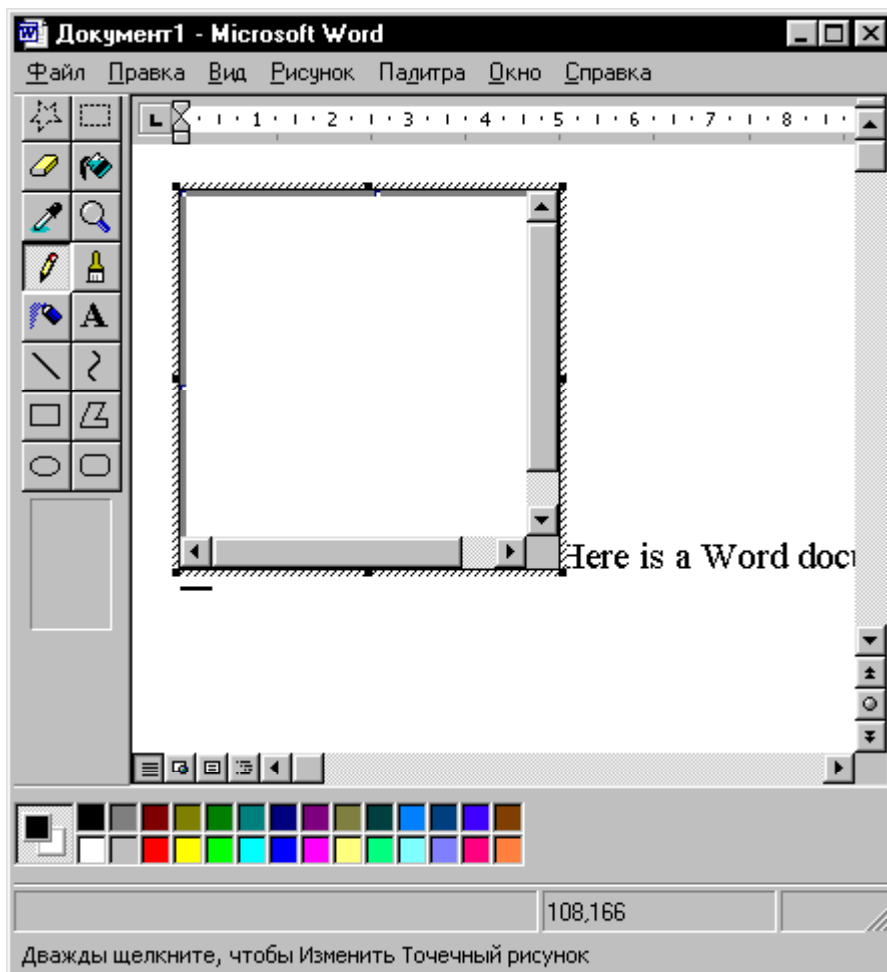 Документ1 - Microsoft Word
Файл Правка Вид Рисунок Палитра Окно Справка
1 2 3 4 5 6 7 8
A
Here is a Word
108,166
Дважды щелкните, чтобы Изменить Точечный рисунок